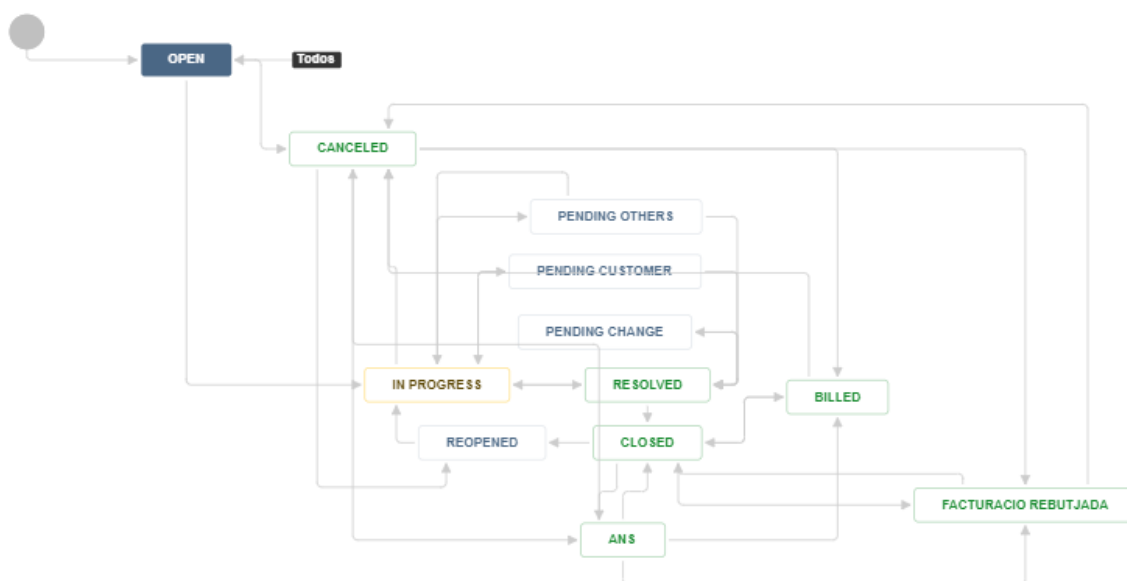 OPEN
Todos
CANCELED
PENDING OTHERS
PENDING CUSTOMER
PENDING CHANGE
IN PROGRESS
RESOLVED
BILLED
REOPENED
CLOSED
FACTURACIO REBUTJADA
ANS